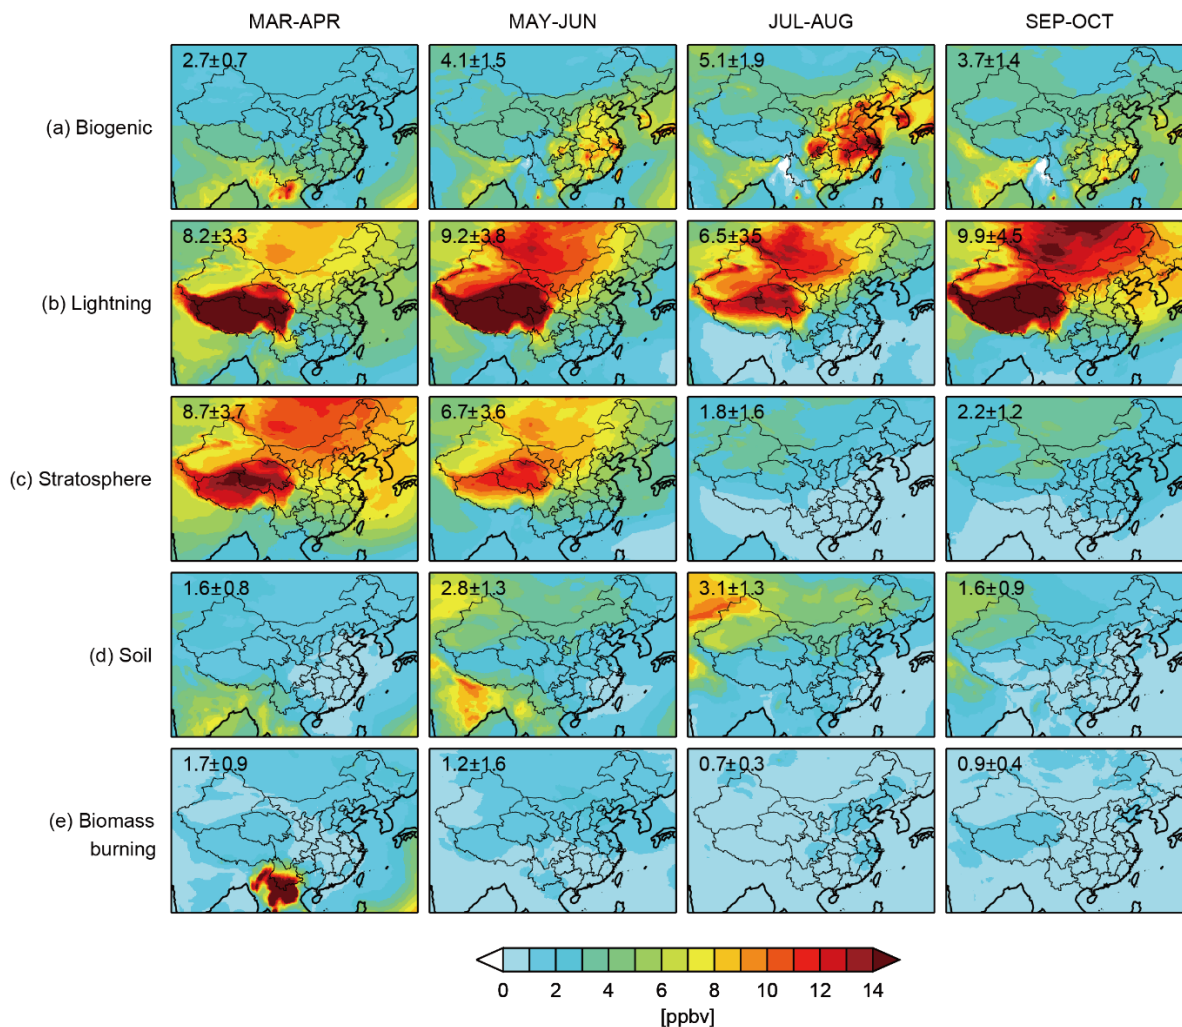 MAR-APR MAY-JUN JUL-AUG SEP-OCT
(a) Biogenic 2.7±0.7 4.1±1.5 5.1±1.9 3.7±1.4
(b) Lightning 8.2±3.3 9.2±3.8 6.5±35 9.9±4.5
(c) Stratosphere 8.7±3.7 6.7±3.6 1.8±1.6 2.2±1.2
(d) Soil 1.6±0.8 2.8±1.3 3.1±1.3 1.6±0.9
(e) Biomass 1.7±0.9 1.2±1.6 0.7±0.3 0.9±0.4
burning
0 2 4 6 8 10 12 14
[ppbv]